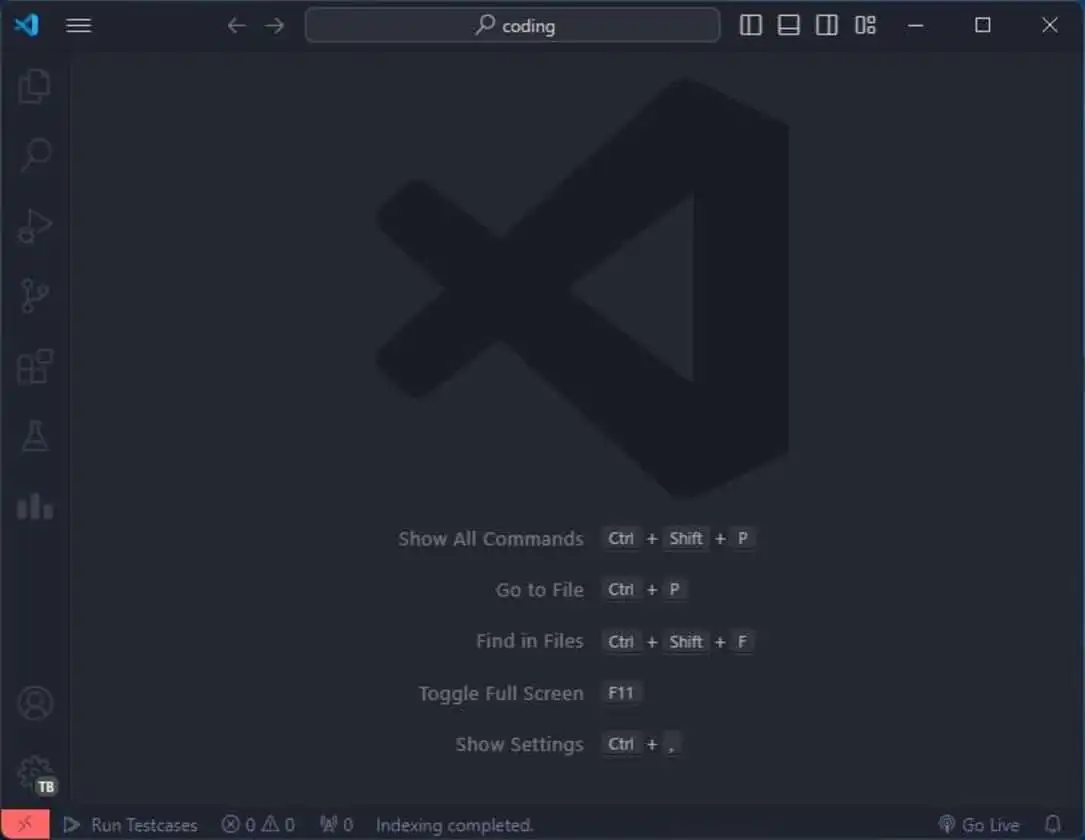 coding
Show All Commands Ctrl + Shift + P
Go to File Ctrl + P
Find in Files Ctrl + Shift + F
Toggle Full Screen F11
Show Settings Ctrl + ,
TB
Run Testcases 0 0 0 Indexing completed. Go Live